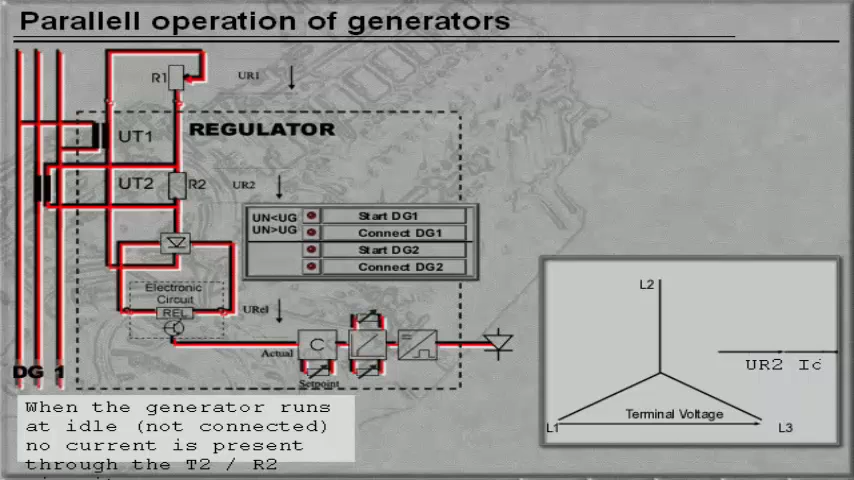 Parallell operation of generators
R1
UR1
UT1
REGULATOR
UT2
R2
UR2
UN<UG
Start DG1
UN>UG
Connect DG1
Start DG2
Connect DG2
L2
Electronic
Circuit
REL
URel
Actual
C
Setpoint
UR2 Ic
DG 1
Terminal Voltage
L1
L3
When the generator runs
at idle (not connected)
no current is present
through the T2 / R2